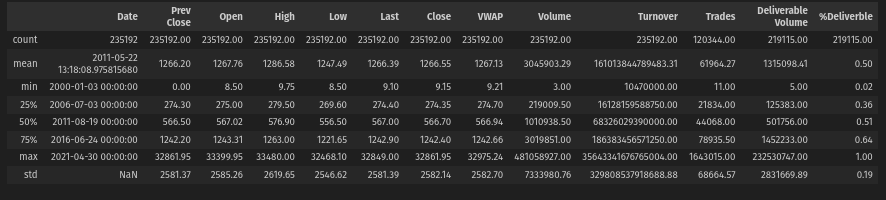 Date Prev Close Open High Low Last Close VWAP Volume Turnover Trades Deliverable Volume %Deliverble
count 235192 235192.00 235192.00 235192.00 235192.00 235192.00 235192.00 235192.00 235192.00 235192.00 120344.00 219115.00 219115.00
mean 2011-05-22 13:18:08.975815680 1266.20 1267.76 1286.58 1247.49 1266.39 1266.55 1267.13 3045903.29 161013844789483.31 61964.27 1315098.41 0.50
min 2000-01-03 00:00:00 0.00 8.50 9.75 8.50 9.10 9.15 9.21 3.00 10470000.00 11.00 5.00 0.02
25% 2006-07-03 00:00:00 274.30 275.00 279.50 269.60 274.40 274.35 274.70 219009.50 16128159588750.00 21834.00 125383.00 0.36
50% 2011-08-19 00:00:00 566.50 567.02 576.90 556.50 567.00 566.70 566.94 1010938.50 68326029390000.00 44068.00 501756.00 0.51
75% 2016-06-24 00:00:00 1242.20 1243.31 1263.00 1221.65 1242.90 1242.40 1242.66 3019851.00 186383456571250.00 78935.50 1452233.00 0.64
max 2021-04-30 00:00:00 32861.95 33399.95 33480.00 32468.10 32849.00 32861.95 32975.24 481058927.00 35643341676765004.00 1643015.00 232530747.00 1.00
std NaN 2581.37 2585.26 2619.65 2546.62 2581.39 2582.14 2582.70 7333980.76 329808537918688.88 68664.57 2831669.89 0.19